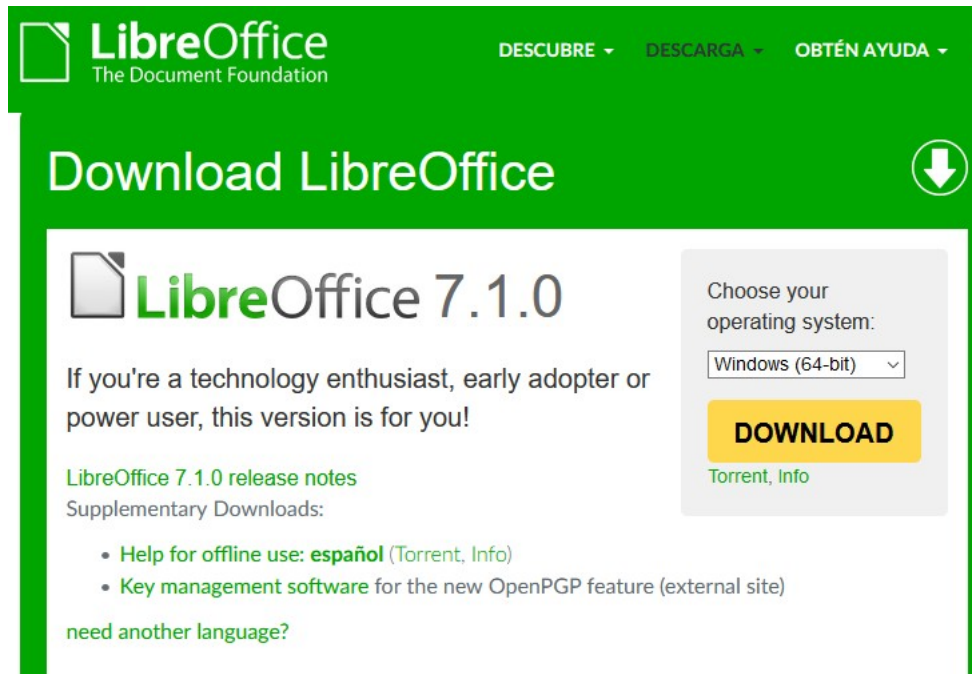 LibreOffice
The Document Foundation
DESCUBRE
DESCARGA
OBTÉN AYUDA
Download LibreOffice
LibreOffice 7.1.0
If you're a technology enthusiast, early adopter or
power user, this version is for you!
LibreOffice 7.1.0 release notes
Supplementary Downloads:
• Help for offline use: español (Torrent, Info)
• Key management software for the new OpenPGP feature (external site)
need another language?
Choose your
operating system:
Windows (64-bit)
DOWNLOAD
Torrent, Info